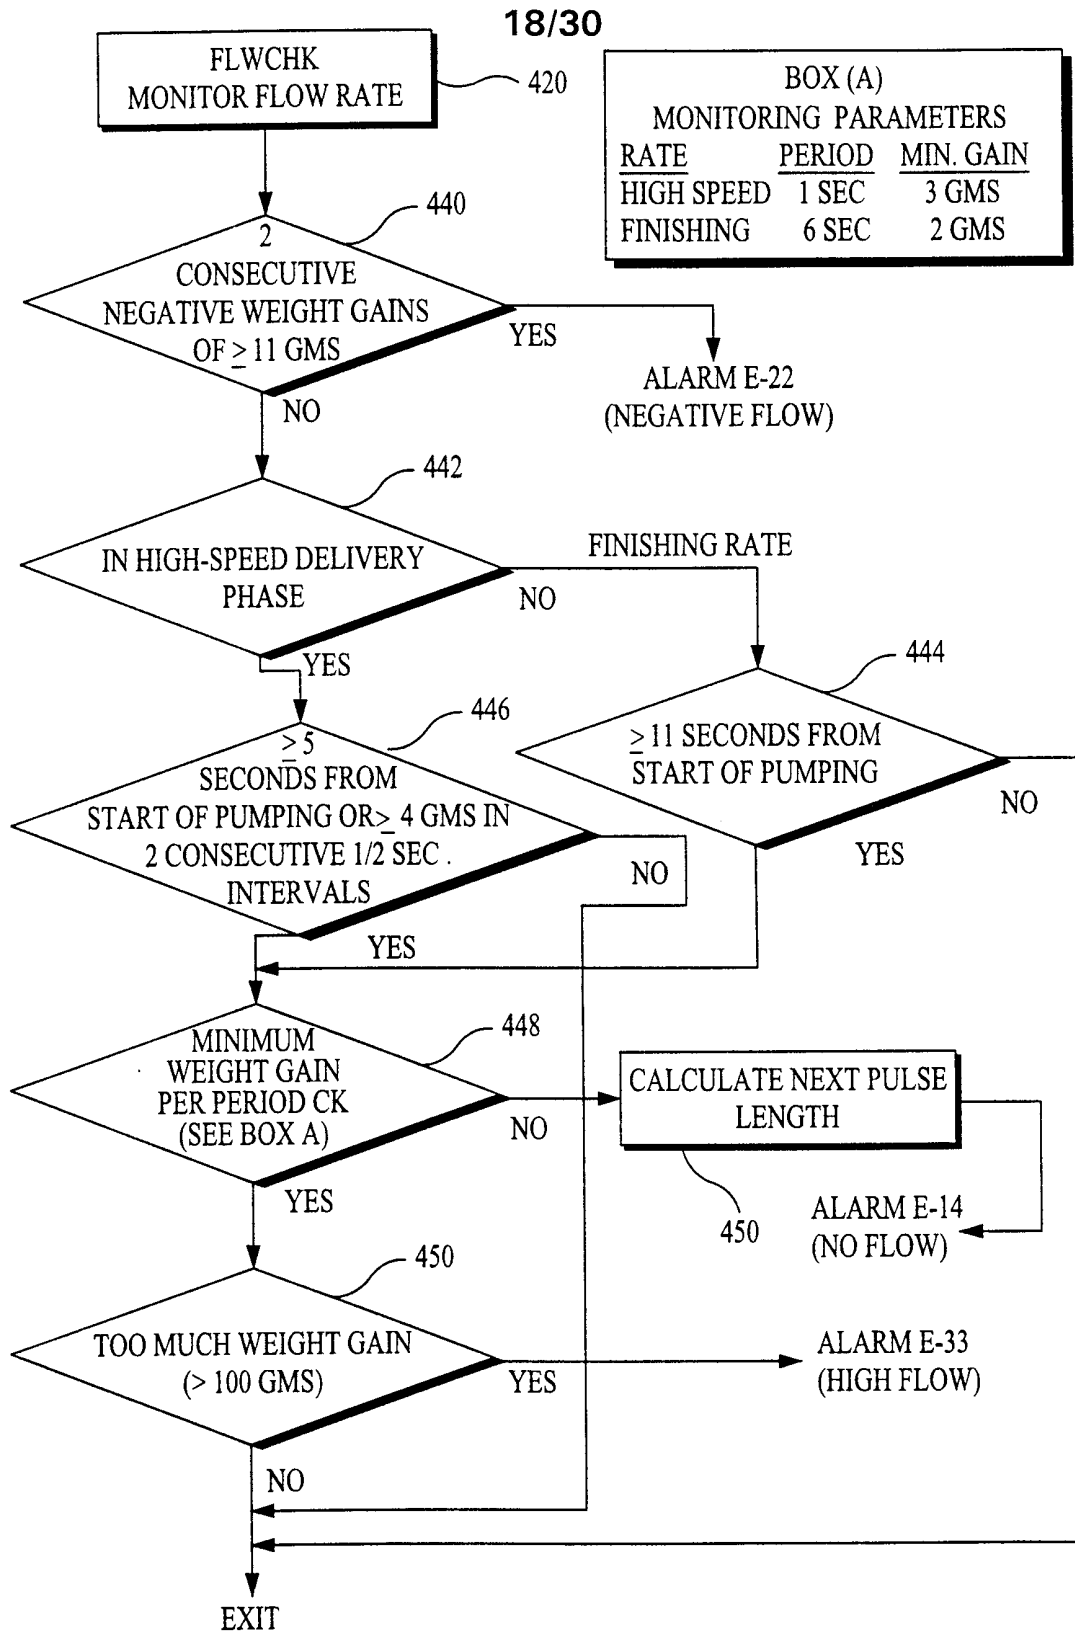 18/30
FLWCHK
MONITOR FLOW RATE
420
BOX (A)
MONITORING PARAMETERS
RATE PERIOD MIN. GAIN
HIGH SPEED 1 SEC 3 GMS
FINISHING 6 SEC 2 GMS
440
2
CONSECUTIVE
NEGATIVE WEIGHT GAINS
OF ≥ 11 GMS
YES
ALARM E-22
(NEGATIVE FLOW)
NO
442
IN HIGH-SPEED DELIVERY
PHASE
FINISHING RATE
NO
YES
444
≥ 11 SECONDS FROM
START OF PUMPING
NO
YES
446
≥ 5
SECONDS FROM
START OF PUMPING OR ≥ 4 GMS IN
2 CONSECUTIVE 1/2 SEC .
INTERVALS
NO
YES
448
MINIMUM
WEIGHT GAIN
PER PERIOD CK
(SEE BOX A)
NO
CALCULATE NEXT PULSE
LENGTH
450
ALARM E-14
(NO FLOW)
YES
450
TOO MUCH WEIGHT GAIN
(> 100 GMS)
YES
ALARM E-33
(HIGH FLOW)
NO
EXIT